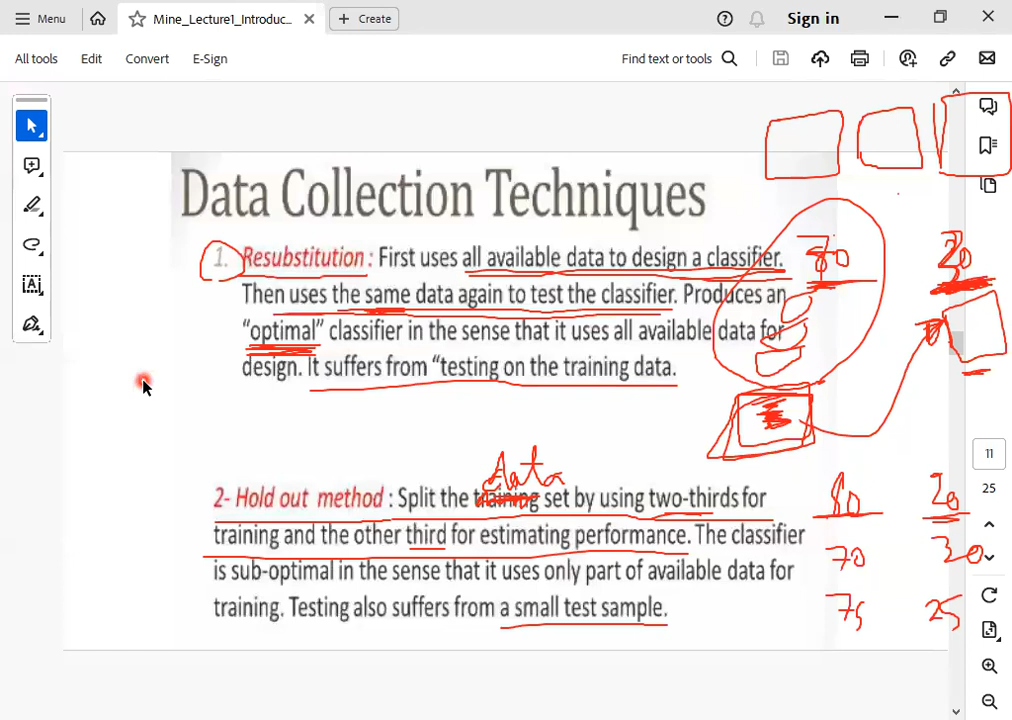 Menu Mine_Lecture1_Introduc... Create Sign in
All tools Edit Convert E-Sign Find text or tools
Data Collection Techniques
1. Resubstitution : First uses all available data to design a classifier.
Then uses the same data again to test the classifier. Produces an
"optimal" classifier in the sense that it uses all available data for
design. It suffers from "testing on the training data.
data
2- Hold out method : Split the training set by using two-thirds for
training and the other third for estimating performance. The classifier
is sub-optimal in the sense that it uses only part of available data for
training. Testing also suffers from a small test sample.
80 20
70 30
75 25
11
25